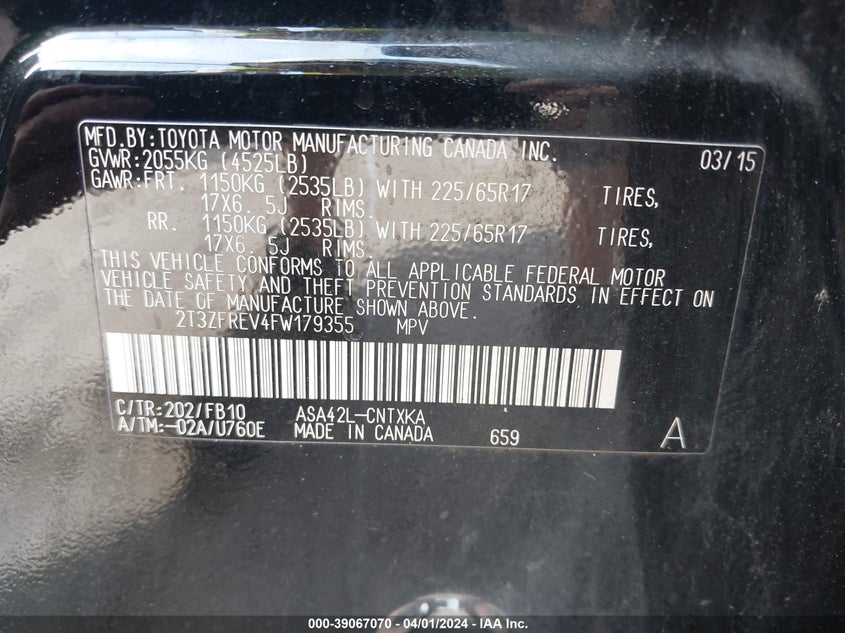 MFD.BY:TOYOTA MOTOR MANUFACTURING CANADA INC. 03/15
GVWR:2055KG (4525LB)
GAWR:FRT. 1150KG (2535LB) WITH 225/65R17 TIRES,
17X6.5J RIMS.
RR. 1150KG (2535LB) WITH 225/65R17 TIRES,
17X6.5J RIMS.
THIS VEHICLE CONFORMS TO ALL APPLICABLE FEDERAL MOTOR
VEHICLE SAFETY AND THEFT PREVENTION STANDARDS IN EFFECT ON
THE DATE OF MANUFACTURE SHOWN ABOVE.
2T3ZFREV4FW179355 MPV
C/TR:202/FB10 ASA42L-CNTXKA
A/TM:-02A/U760E MADE IN CANADA 659 A
000-39067070 - 04/01/2024 - IAA Inc.